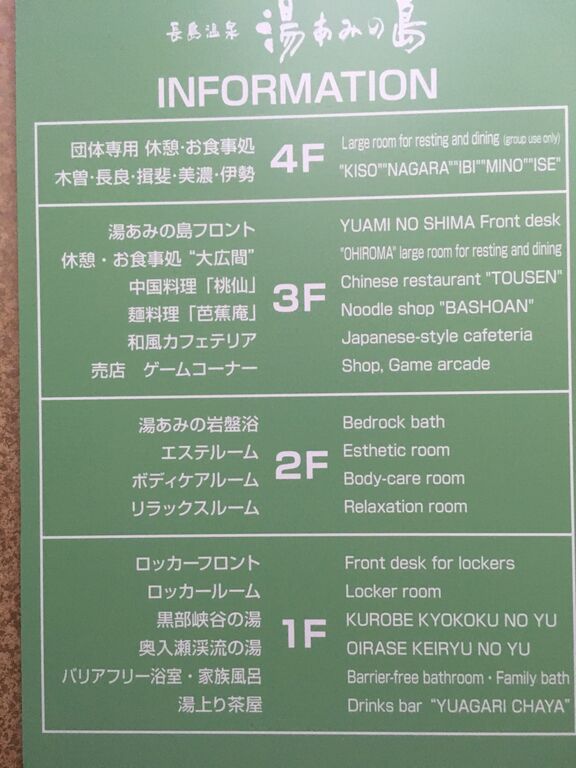 長島温泉 湯あみの島
INFORMATION
団体専用 休憩・お食事処
木曽・長良・揖斐・美濃・伊勢
4F
Large room for resting and dining (group use only)
"KISO""NAGARA""IBI""MINO""ISE"
湯あみの島フロント
休憩・お食事処 “大広間”
中国料理「桃仙」
麺料理「芭蕉庵」
和風カフェテリア
売店 ゲームコーナー
3F
YUAMI NO SHIMA Front desk
"OHIROMA" large room for resting and dining
Chinese restaurant "TOUSEN"
Noodle shop "BASHOAN"
Japanese-style cafeteria
Shop, Game arcade
湯あみの岩盤浴
エステルーム
ボディケアルーム
リラックスルーム
2F
Bedrock bath
Esthetic room
Body-care room
Relaxation room
ロッカーフロント
ロッカールーム
黒部峡谷の湯
奥入瀬渓流の湯
バリアフリー浴室・家族風呂
湯上り茶屋
1F
Front desk for lockers
Locker room
KUROBE KYOKOKU NO YU
OIRASE KEIRYU NO YU
Barrier-free bathroom・Family bath
Drinks bar “YUAGARI CHAYA”